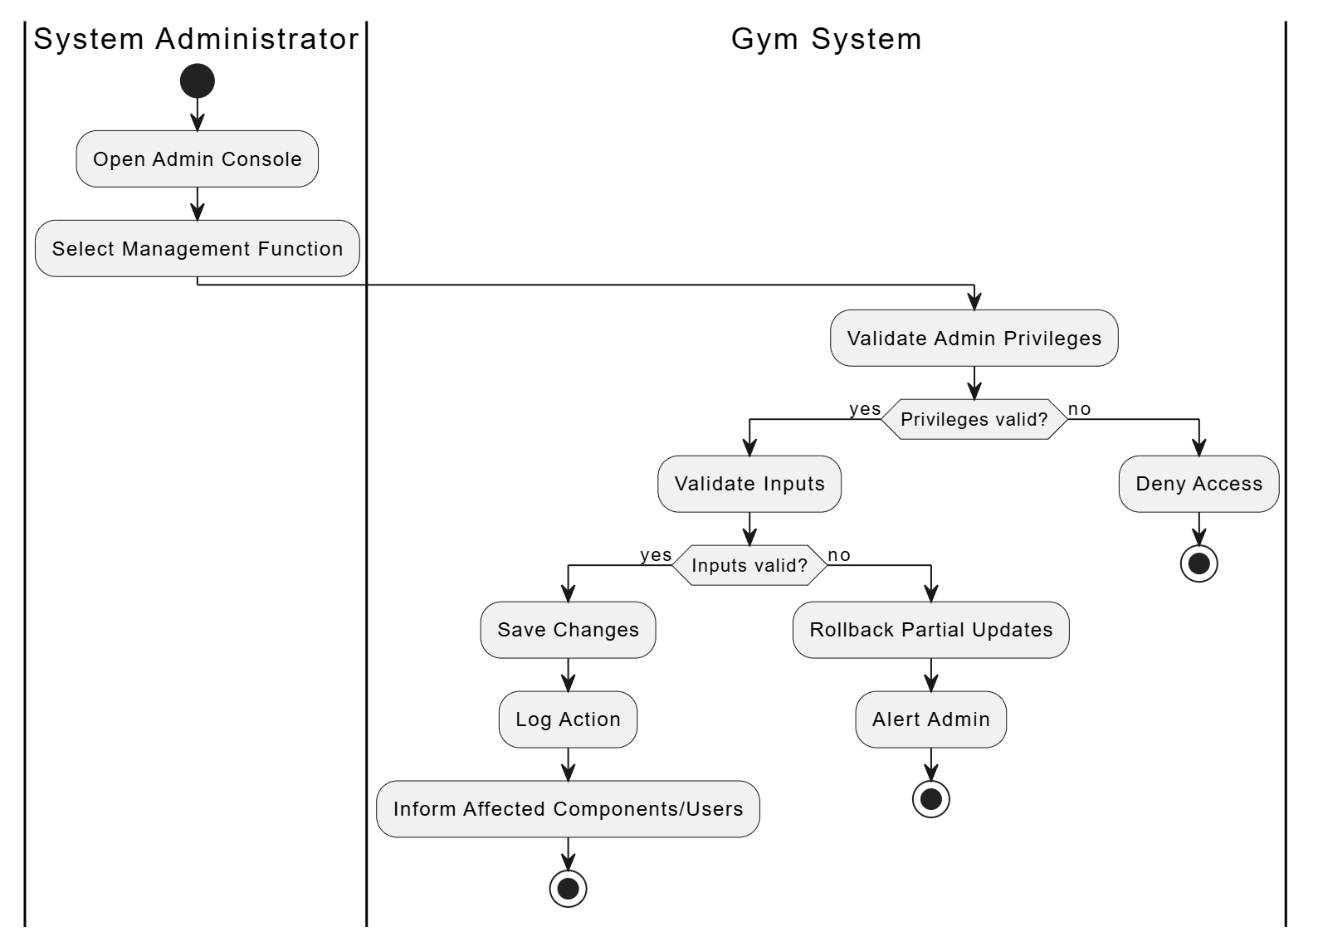 System Administrator
Gym System
Open Admin Console
Select Management Function
Validate Admin Privileges
yes
Privileges valid?
no
Validate Inputs
Deny Access
yes
Inputs valid?
no
Save Changes
Rollback Partial Updates
Log Action
Alert Admin
Inform Affected Components/Users